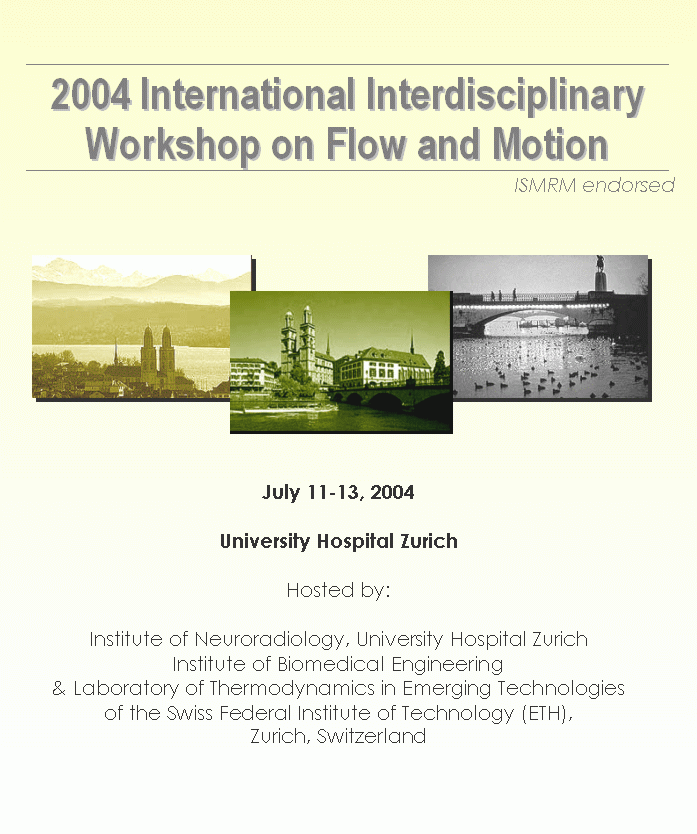 2004 International Interdisciplinary
Workshop on Flow and Motion
ISMRM endorsed
July 11-13, 2004
University Hospital Zurich
Hosted by:
Institute of Neuroradiology, University Hospital Zurich
Institute of Biomedical Engineering
& Laboratory of Thermodynamics in Emerging Technologies
of the Swiss Federal Institute of Technology (ETH),
Zurich, Switzerland